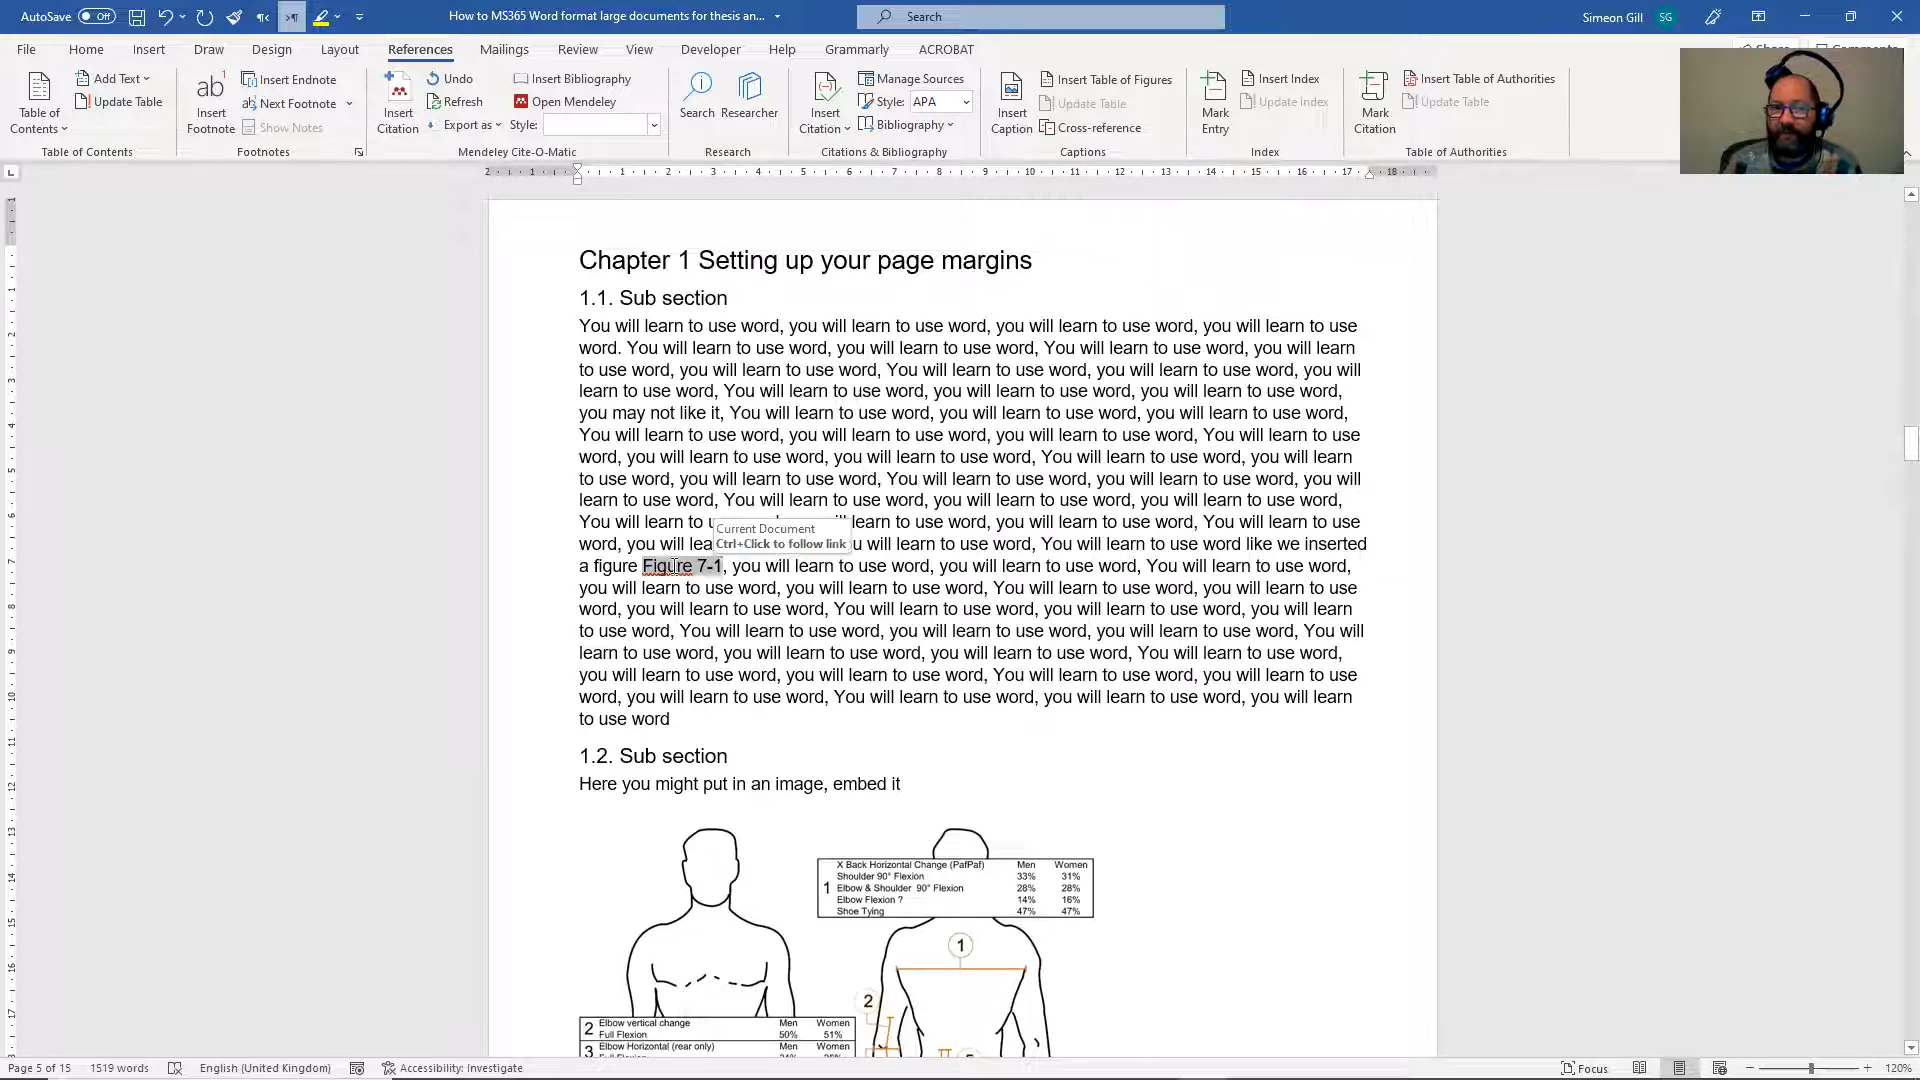 AutoSave Off
How to MS365 Word format large documents for thesis an...
Search
Simeon Gill SG
File Home Insert Draw Design Layout References Mailings Review View Developer Help Grammarly ACROBAT
Table of Contents
Add Text
Update Table
Table of Contents
Insert Footnote
Insert Endnote
Next Footnote
Show Notes
Footnotes
Insert Citation
Undo
Refresh
Export as
Insert Bibliography
Open Mendeley
Style:
Mendeley Cite-O-Matic
Search
Researcher
Research
Insert Citation
Manage Sources
Style: APA
Bibliography
Citations & Bibliography
Insert Caption
Insert Table of Figures
Update Table
Cross-reference
Captions
Mark Entry
Insert Index
Update Index
Index
Mark Citation
Insert Table of Authorities
Update Table
Table of Authorities
2 1 1 2 3 4 5 6 7 8 9 10 11 12 13 14 15 16 17 18
Chapter 1 Setting up your page margins
1.1. Sub section
You will learn to use word, you will learn to use word, you will learn to use word, you will learn to use
word. You will learn to use word, you will learn to use word, You will learn to use word, you will learn
to use word, you will learn to use word, You will learn to use word, you will learn to use word, you will
learn to use word, You will learn to use word, you will learn to use word, you will learn to use word,
you may not like it, You will learn to use word, you will learn to use word, you will learn to use word,
You will learn to use word, you will learn to use word, you will learn to use word, You will learn to use
word, you will learn to use word, you will learn to use word, You will learn to use word, you will learn
to use word, you will learn to use word, You will learn to use word, you will learn to use word, you will
learn to use word, You will learn to use word, you will learn to use word, you will learn to use word,
You will learn to learn to use word, you will learn to use word, You will learn to use
word, you will lea u will learn to use word, You will learn to use word like we inserted
Current Document
Ctrl+Click to follow link
a figure Figure 7-1, you will learn to use word, you will learn to use word, You will learn to use word,
you will learn to use word, you will learn to use word, You will learn to use word, you will learn to use
word, you will learn to use word, You will learn to use word, you will learn to use word, you will learn
to use word, You will learn to use word, you will learn to use word, you will learn to use word, You will
learn to use word, you will learn to use word, you will learn to use word, You will learn to use word,
you will learn to use word, you will learn to use word, You will learn to use word, you will learn to use
word, you will learn to use word, You will learn to use word, you will learn to use word, you will learn
to use word
1.2. Sub section
Here you might put in an image, embed it
1
X Back Horizontal Change (PafPaf) Men Women
Shoulder 90° Flexion 33% 31%
Elbow & Shoulder 90° Flexion 28% 28%
Elbow Flexion ? 14% 16%
Shoe Tying 47% 47%
1
2
2 Elbow vertical change Men Women
Full Flexion 50% 51%
3 Elbow Horizontal (rear only) Men Women
Page 5 of 15 1519 words English (United Kingdom) Accessibility: Investigate Focus 120%